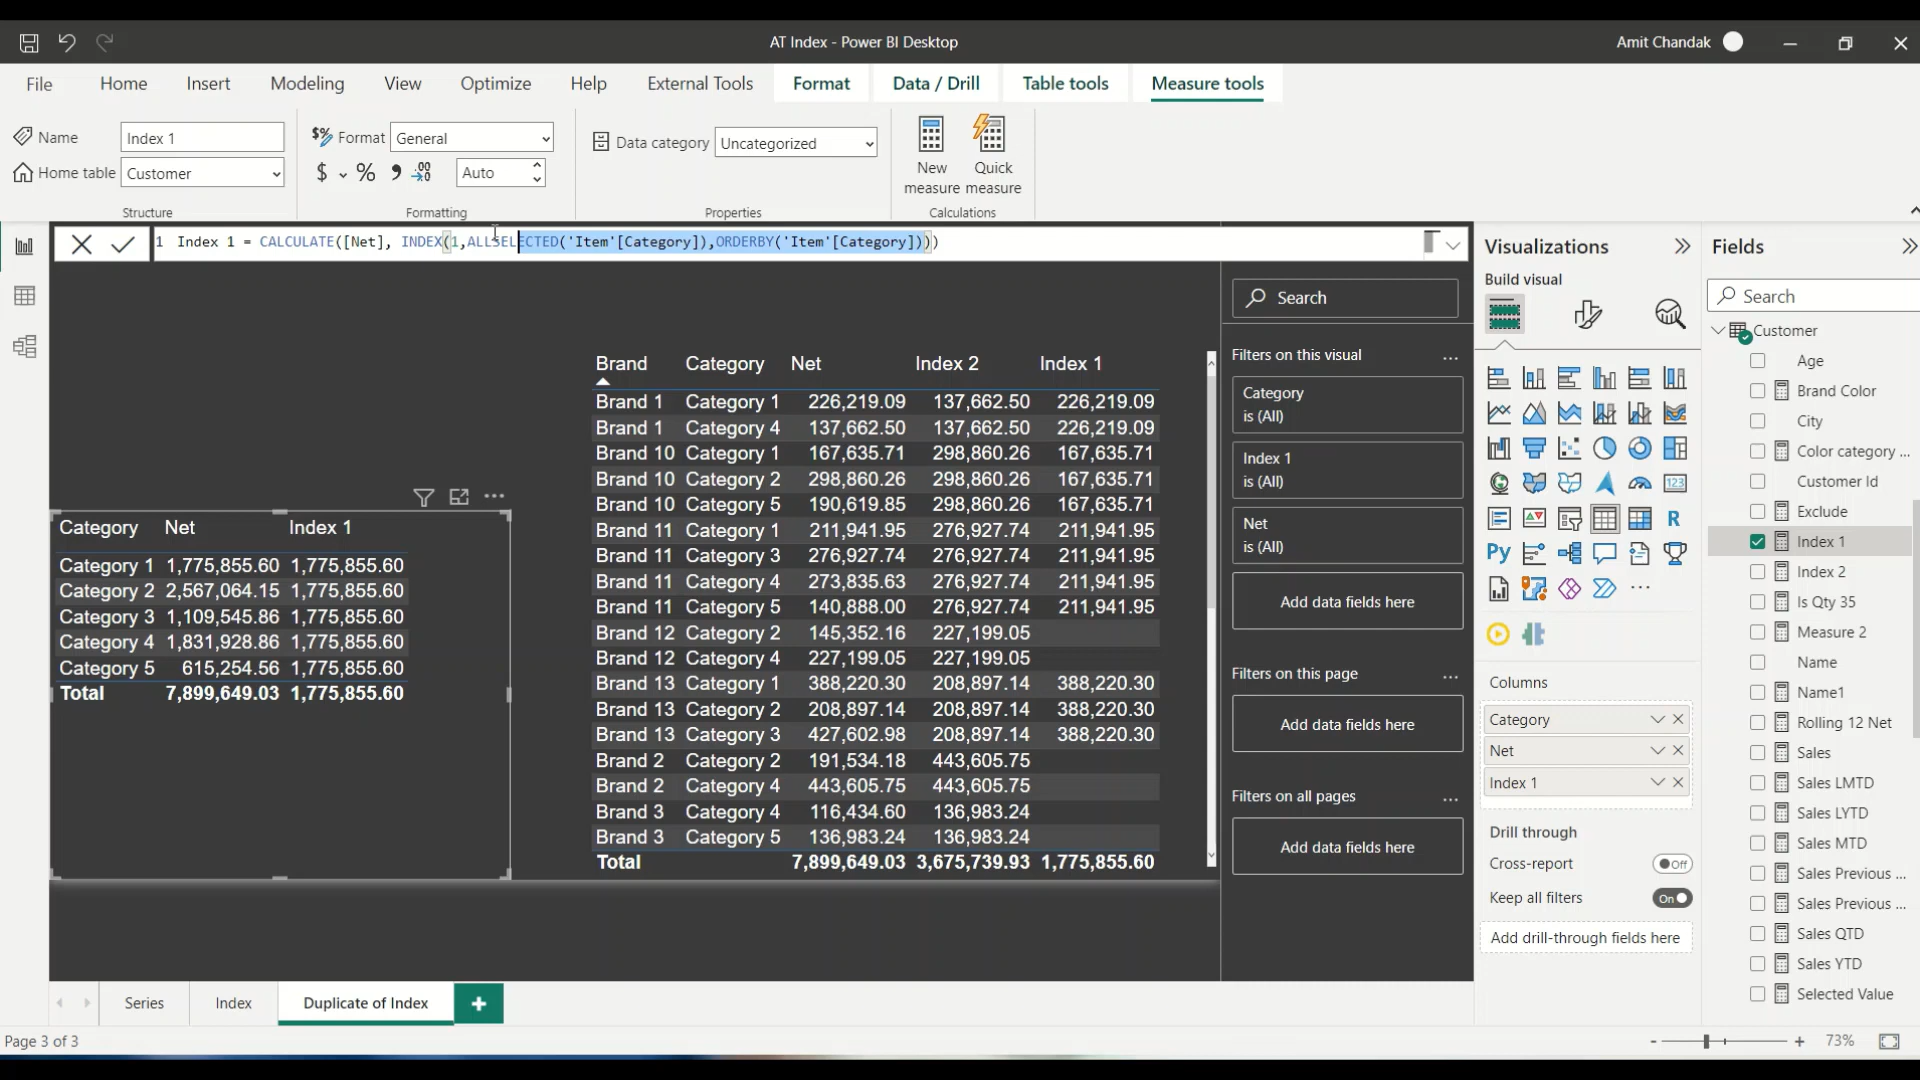 AT Index - Power BI Desktop
Amit Chandak
File Home Insert Modeling View Optimize Help External Tools Format Data / Drill Table tools Measure tools
Name Index 1
Home table Customer
Structure
Format General
$ % , .00 Auto
Formatting
Data category Uncategorized
Properties
New measure
Quick measure
Calculations
1 Index 1 = CALCULATE([Net], INDEX(1,ALLSELECTED('Item'[Category]),ORDERBY('Item'[Category])))
Category Net Index 1
Category 1 1,775,855.60 1,775,855.60
Category 2 2,567,064.15 1,775,855.60
Category 3 1,109,545.86 1,775,855.60
Category 4 1,831,928.86 1,775,855.60
Category 5 615,254.56 1,775,855.60
Total 7,899,649.03 1,775,855.60
Brand Category Net Index 2 Index 1
Brand 1 Category 1 226,219.09 137,662.50 226,219.09
Brand 1 Category 4 137,662.50 137,662.50 226,219.09
Brand 10 Category 1 167,635.71 298,860.26 167,635.71
Brand 10 Category 2 298,860.26 298,860.26 167,635.71
Brand 10 Category 5 190,619.85 298,860.26 167,635.71
Brand 11 Category 1 211,941.95 276,927.74 211,941.95
Brand 11 Category 3 276,927.74 276,927.74 211,941.95
Brand 11 Category 4 273,835.63 276,927.74 211,941.95
Brand 11 Category 5 140,888.00 276,927.74 211,941.95
Brand 12 Category 2 145,352.16 227,199.05
Brand 12 Category 4 227,199.05 227,199.05
Brand 13 Category 1 388,220.30 208,897.14 388,220.30
Brand 13 Category 2 208,897.14 208,897.14 388,220.30
Brand 13 Category 3 427,602.98 208,897.14 388,220.30
Brand 2 Category 2 191,534.18 443,605.75
Brand 2 Category 4 443,605.75 443,605.75
Brand 3 Category 4 116,434.60 136,983.24
Brand 3 Category 5 136,983.24 136,983.24
Total 7,899,649.03 3,675,739.93 1,775,855.60
Search
Filters on this visual ...
Category
is (All)
Index 1
is (All)
Net
is (All)
Add data fields here
Filters on this page ...
Add data fields here
Filters on all pages ...
Add data fields here
Visualizations
Build visual
123
R
Py
...
Columns
Category
Net
Index 1
Drill through
Cross-report Off
Keep all filters On
Add drill-through fields here
Fields
Search
Customer
Age
Brand Color
City
Color category ...
Customer Id
Exclude
Index 1
Index 2
Is Qty 35
Measure 2
Name
Name1
Rolling 12 Net
Sales
Sales LMTD
Sales LYTD
Sales MTD
Sales Previous ...
Sales Previous ...
Sales QTD
Sales YTD
Selected Value
Series Index Duplicate of Index +
Page 3 of 3
- + 73%